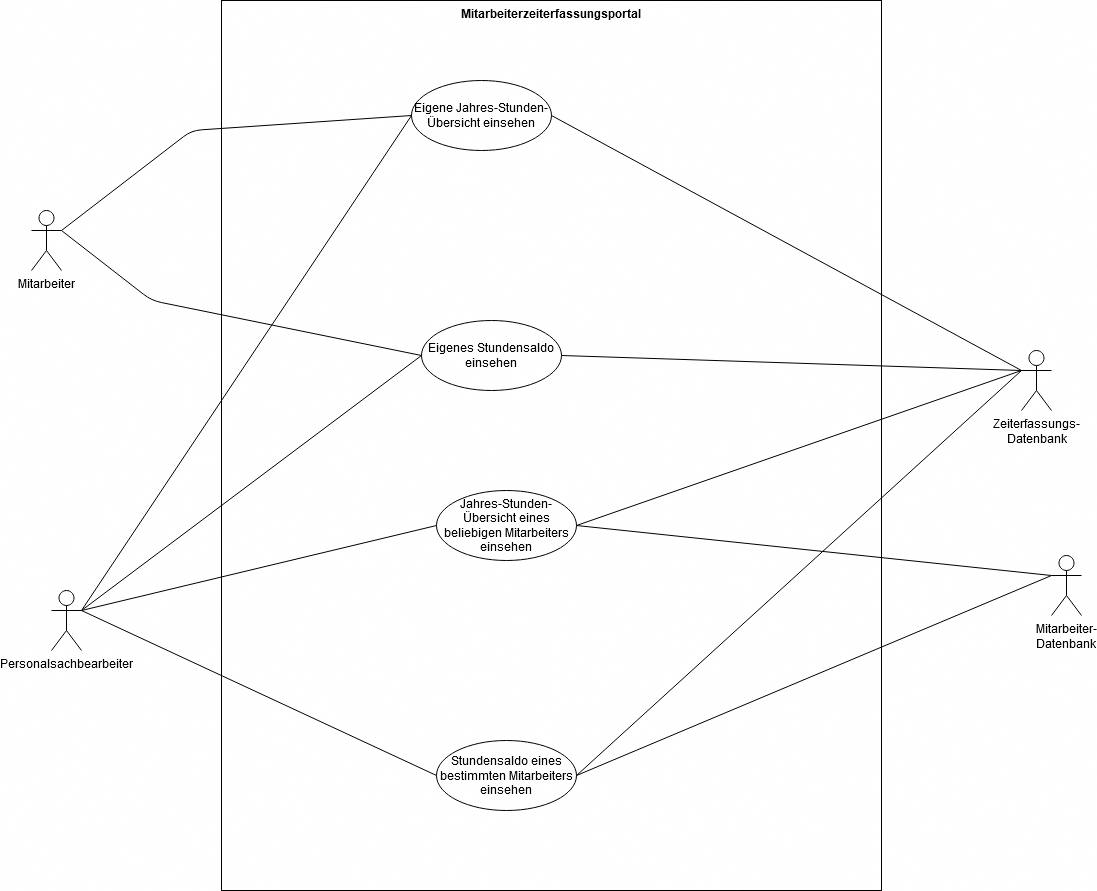 Mitarbeiterzeiterfassungsportal
Eigene Jahres-Stunden-
Übersicht einsehen
Mitarbeiter
Eigenes Stundensaldo
einsehen
Zeiterfassungs-
Datenbank
Jahres-Stunden-
Übersicht eines
beliebigen Mitarbeiters
einsehen
Mitarbeiter-
Datenbank
Personalsachbearbeiter
Stundensaldo eines
bestimmten Mitarbeiters
einsehen